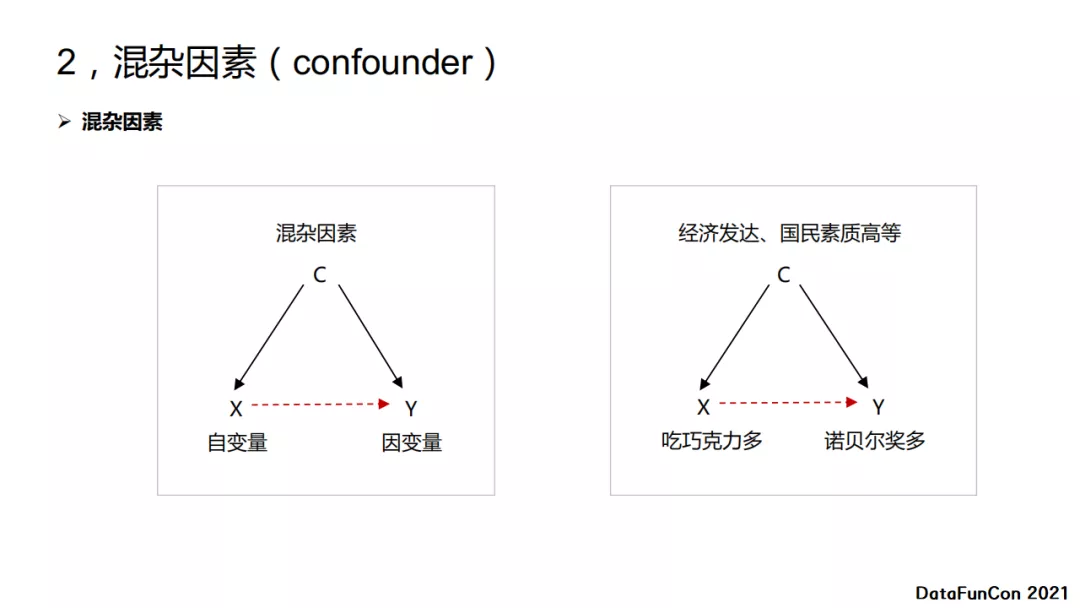 2，混杂因素（confounder）
➢ 混杂因素
混杂因素
C
X
Y
自变量
因变量
经济发达、国民素质高等
C
X
Y
吃巧克力多
诺贝尔奖多
DataFunCon 2021